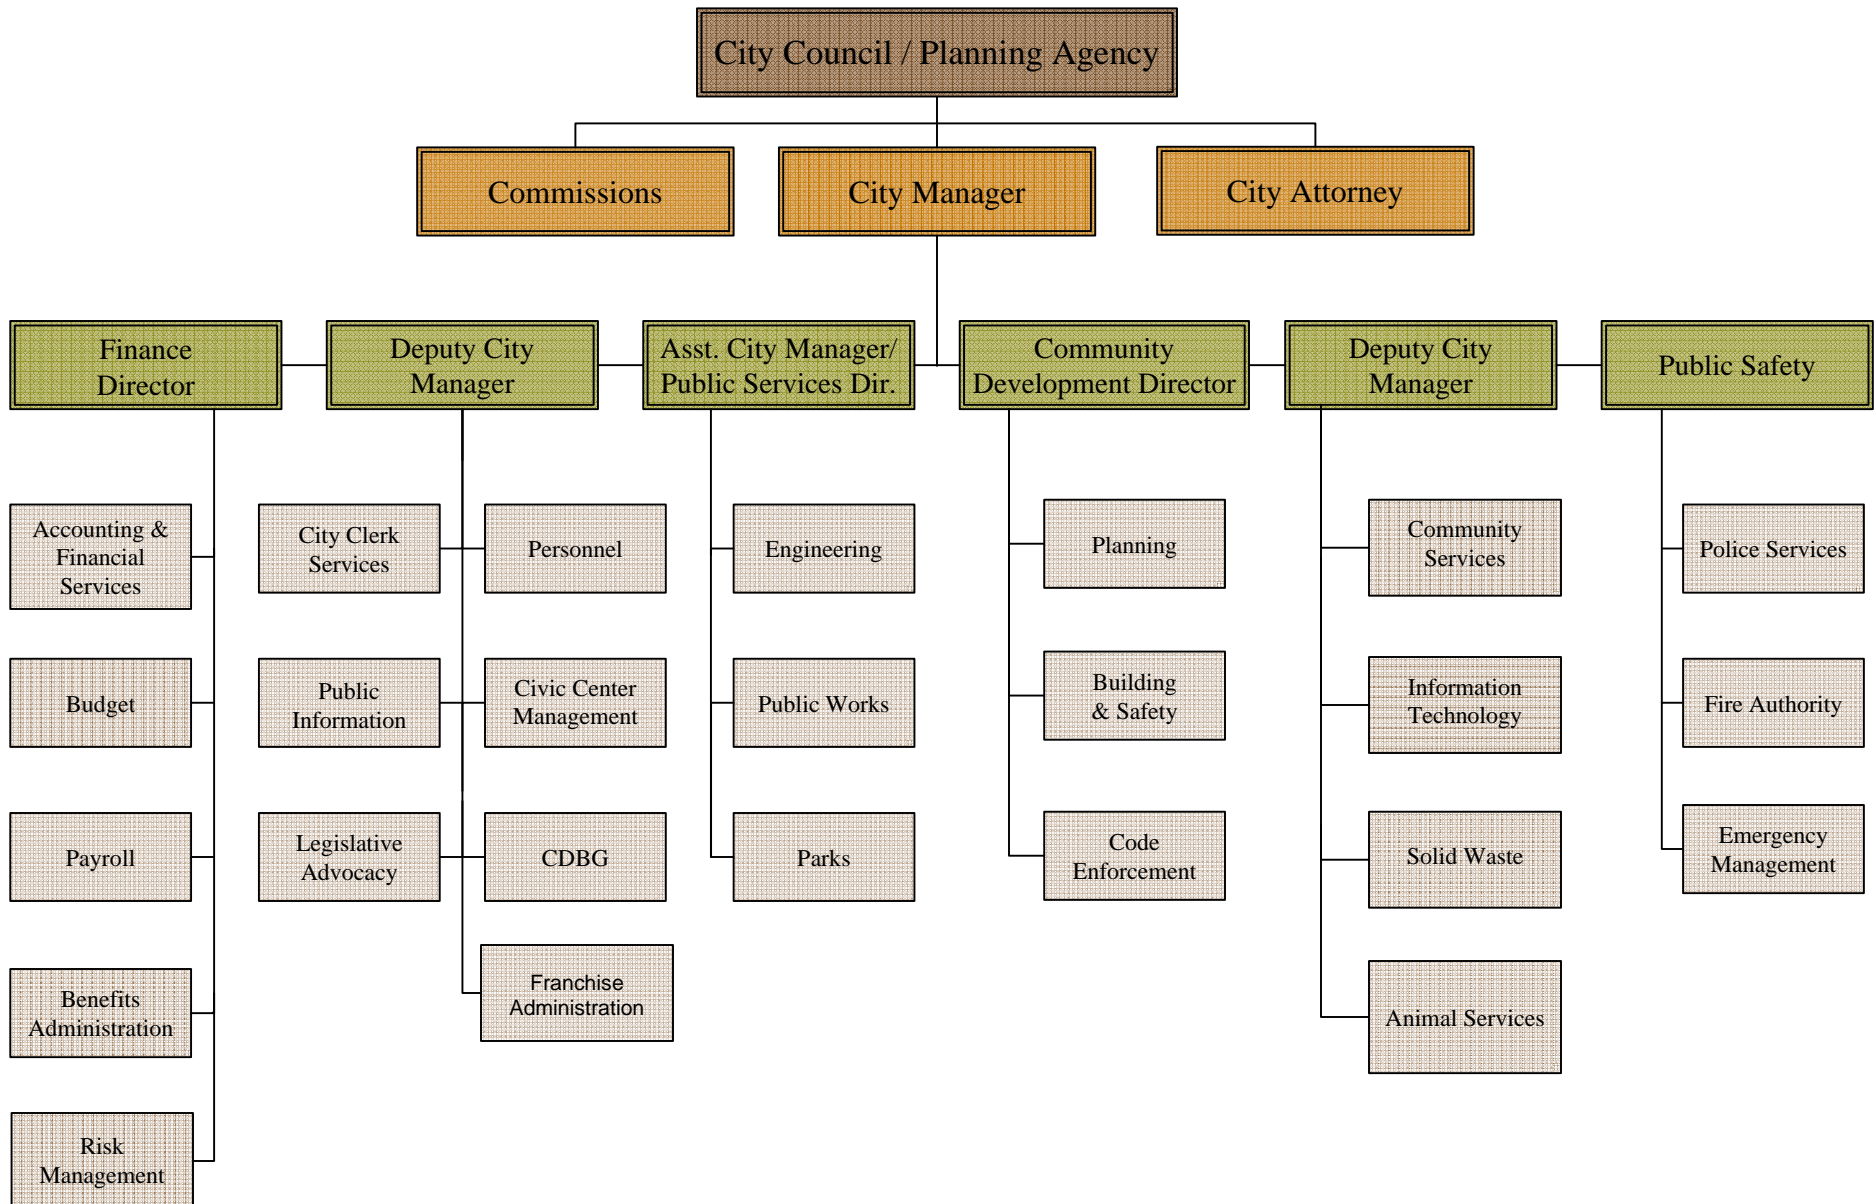 City Council / Planning Agency
Commissions
City Manager
City Attorney
Finance
Director
Deputy City
Manager
Asst. City Manager/
Public Services Dir.
Community
Development Director
Deputy City
Manager
Public Safety
Accounting &
Financial
Services
City Clerk
Services
Personnel
Engineering
Planning
Community
Services
Police Services
Budget
Public
Information
Civic Center
Management
Public Works
Building
& Safety
Information
Technology
Fire Authority
Payroll
Legislative
Advocacy
CDBG
Parks
Code
Enforcement
Solid Waste
Emergency
Management
Benefits
Administration
Franchise
Administration
Animal Services
Risk
Management